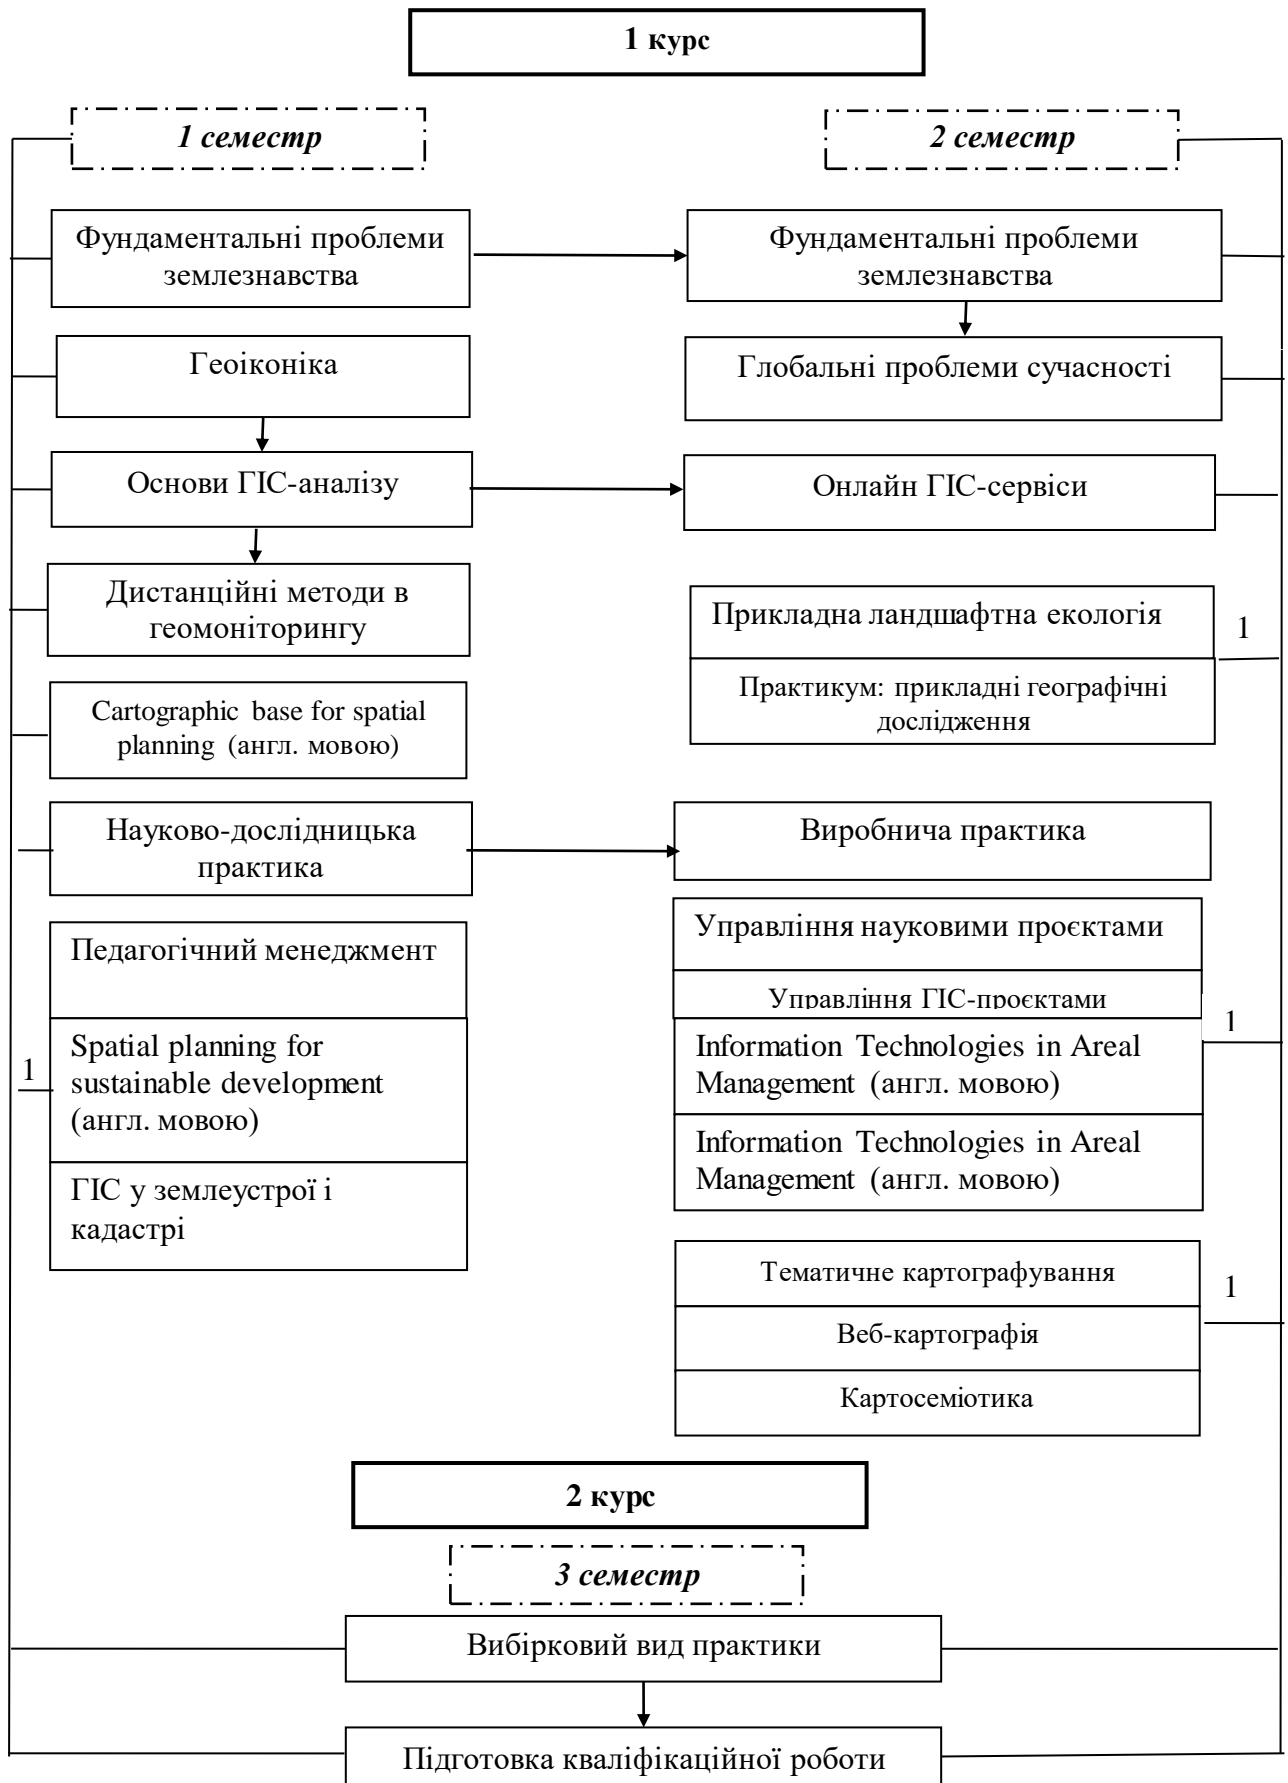 1 курс
1 семестр
2 семестр
Фундаментальні проблеми
землезнавства
Фундаментальні проблеми
землезнавства
Геоіконіка
Глобальні проблеми сучасності
Основи ГІС-аналізу
Онлайн ГІС-сервіси
Дистанційні методи в
геомоніторингу
Прикладна ландшафтна екологія
1
Практикум: прикладні географічні
дослідження
Cartographic base for spatial
planning (англ. мовою)
Науково-дослідницька
практика
Виробнича практика
Педагогічний менеджмент
Spatial planning for
sustainable development
(англ. мовою)
1
ГІС у землеустрої і
кадастрі
Управління науковими проєктами
Управління ГІС-проєктами
1
Information Technologies in Areal
Management (англ. мовою)
Information Technologies in Areal
Management (англ. мовою)
Тематичне картографування
1
Веб-картографія
Картосеміотика
2 курс
3 семестр
Вибірковий вид практики
Підготовка кваліфікаційної роботи